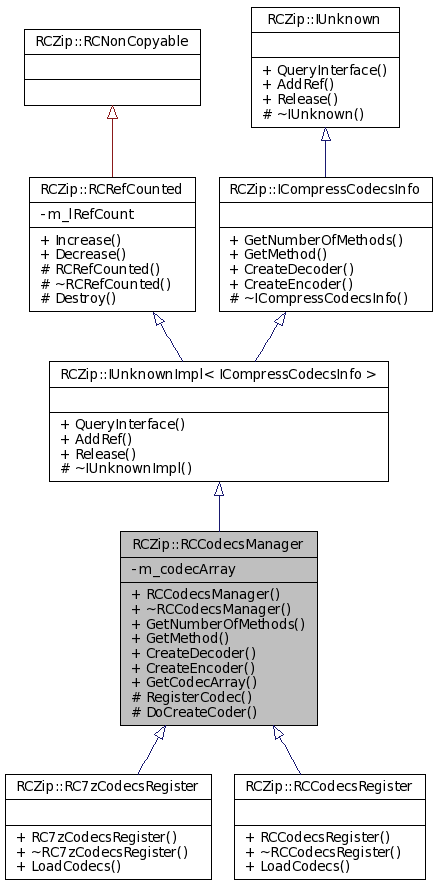 RCZip::IUnknown
+ QueryInterface()
+ AddRef()
+ Release()
# ~IUnknown()
RCZip::RCNonCopyable
RCZip::RCRefCounted
- m_lRefCount
+ Increase()
+ Decrease()
# RCRefCounted()
# ~RCRefCounted()
# Destroy()
RCZip::ICompressCodecsInfo
+ GetNumberOfMethods()
+ GetMethod()
+ CreateDecoder()
+ CreateEncoder()
# ~ICompressCodecsInfo()
RCZip::IUnknownImpl< ICompressCodecsInfo >
+ QueryInterface()
+ AddRef()
+ Release()
# ~IUnknownImpl()
RCZip::RCCodecsManager
- m_codecArray
+ RCCodecsManager()
+ ~RCCodecsManager()
+ GetNumberOfMethods()
+ GetMethod()
+ CreateDecoder()
+ CreateEncoder()
+ GetCodecArray()
# RegisterCodec()
# DoCreateCoder()
RCZip::RC7zCodecsRegister
+ RC7zCodecsRegister()
+ ~RC7zCodecsRegister()
+ LoadCodecs()
RCZip::RCCodecsRegister
+ RCCodecsRegister()
+ ~RCCodecsRegister()
+ LoadCodecs()